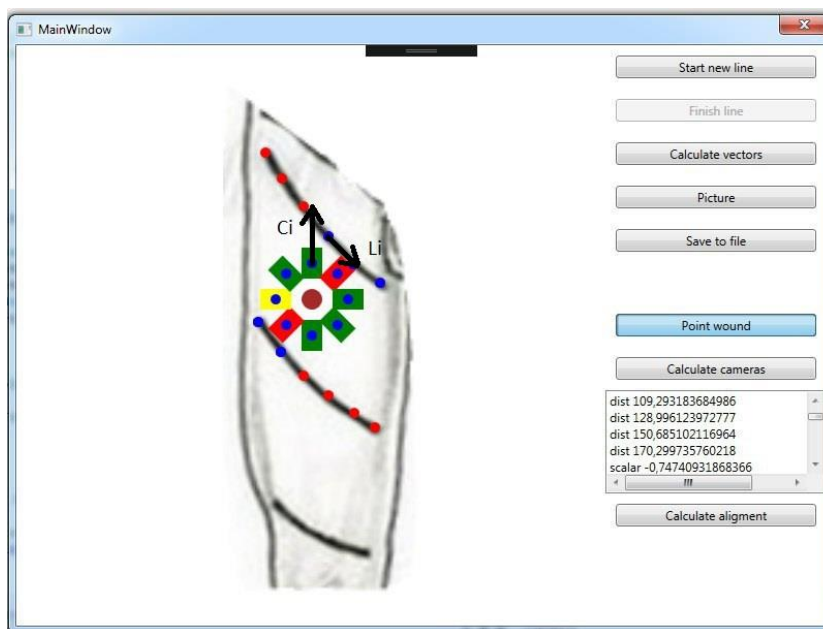 MainWindow
Start new line
Finish line
Calculate vectors
Picture
Save to file
Ci
Li
Point wound
Calculate cameras
dist 109,293183684986
dist 128,996123972777
dist 150,685102116964
dist 170,299735760218
scalar -0,74740931868366
Calculate aligment